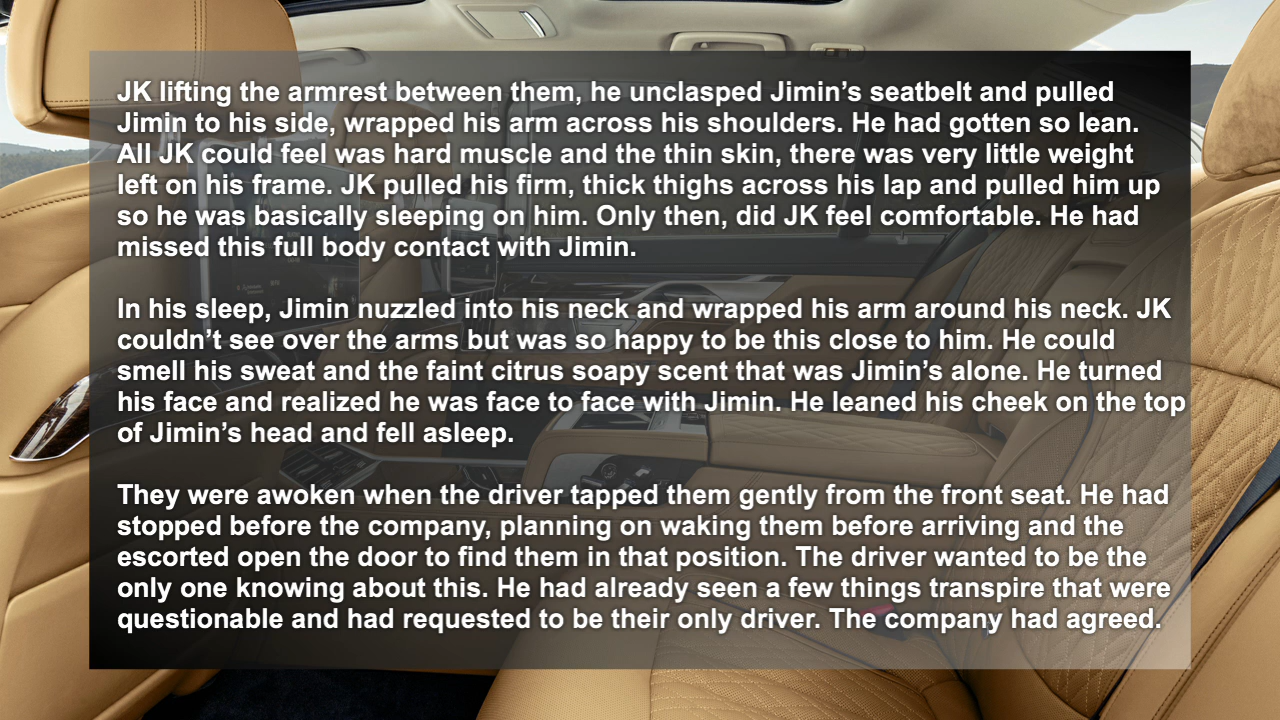 JK lifting the armrest between them, he unclasped Jimin’s seatbelt and pulled
Jimin to his side, wrapped his arm across his shoulders. He had gotten so lean.
All JK could feel was hard muscle and the thin skin, there was very little weight
left on his frame. JK pulled his firm, thick thighs across his lap and pulled him up
so he was basically sleeping on him. Only then, did JK feel comfortable. He had
missed this full body contact with Jimin.
In his sleep, Jimin nuzzled into his neck and wrapped his arm around his neck. JK
couldn’t see over the arms but was so happy to be this close to him. He could
smell his sweat and the faint citrus soapy scent that was Jimin’s alone. He turned
his face and realized he was face to face with Jimin. He leaned his cheek on the top
of Jimin’s head and fell asleep.
They were awoken when the driver tapped them gently from the front seat. He had
stopped before the company, planning on waking them before arriving and the
escorted open the door to find them in that position. The driver wanted to be the
only one knowing about this. He had already seen a few things transpire that were
questionable and had requested to be their only driver. The company had agreed.